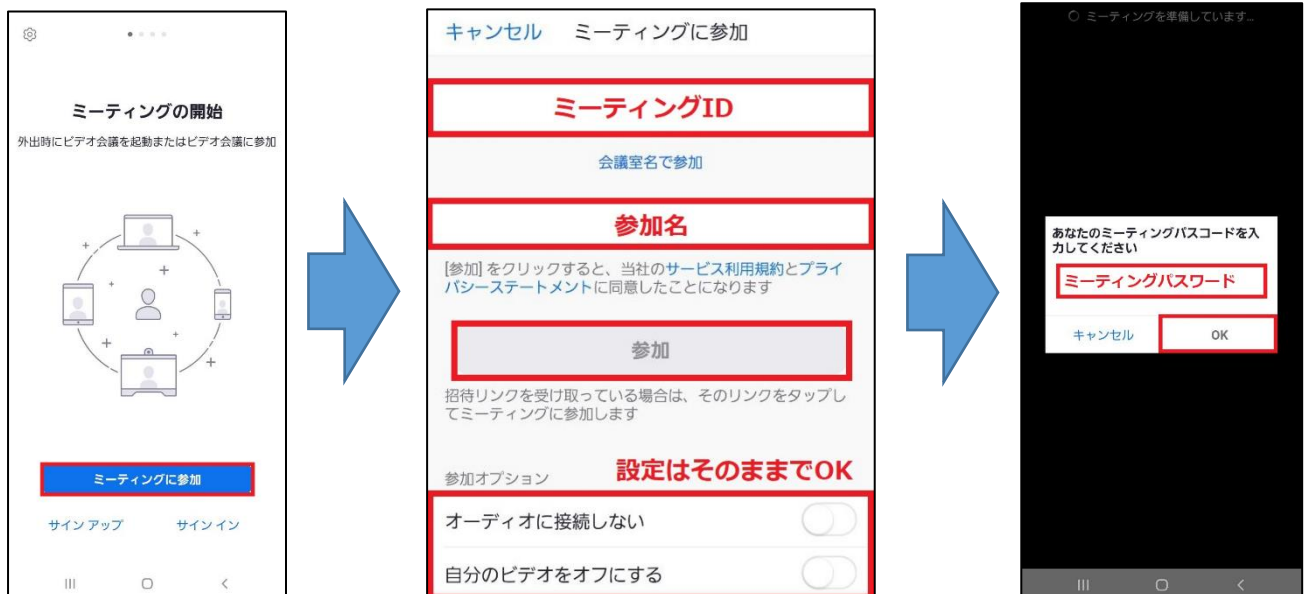 ミーティングの開始
外出時にビデオ会議を起動またはビデオ会議に参加
ミーティングに参加
サイン アップ
サイン イン
キャンセル
ミーティングに参加
ミーティングID
会議室名で参加
参加名
[参加] をクリックすると、当社のサービス利用規約とプライ
バシーステートメントに同意したことになります
参加
招待リンクを受け取っている場合は、そのリンクをタップし
てミーティングに参加します
参加オプション
設定はそのままでOK
オーディオに接続しない
自分のビデオをオフにする
ミーティングを準備しています...
あなたのミーティングパスコードを入
力してください
ミーティングパスワード
キャンセル
OK